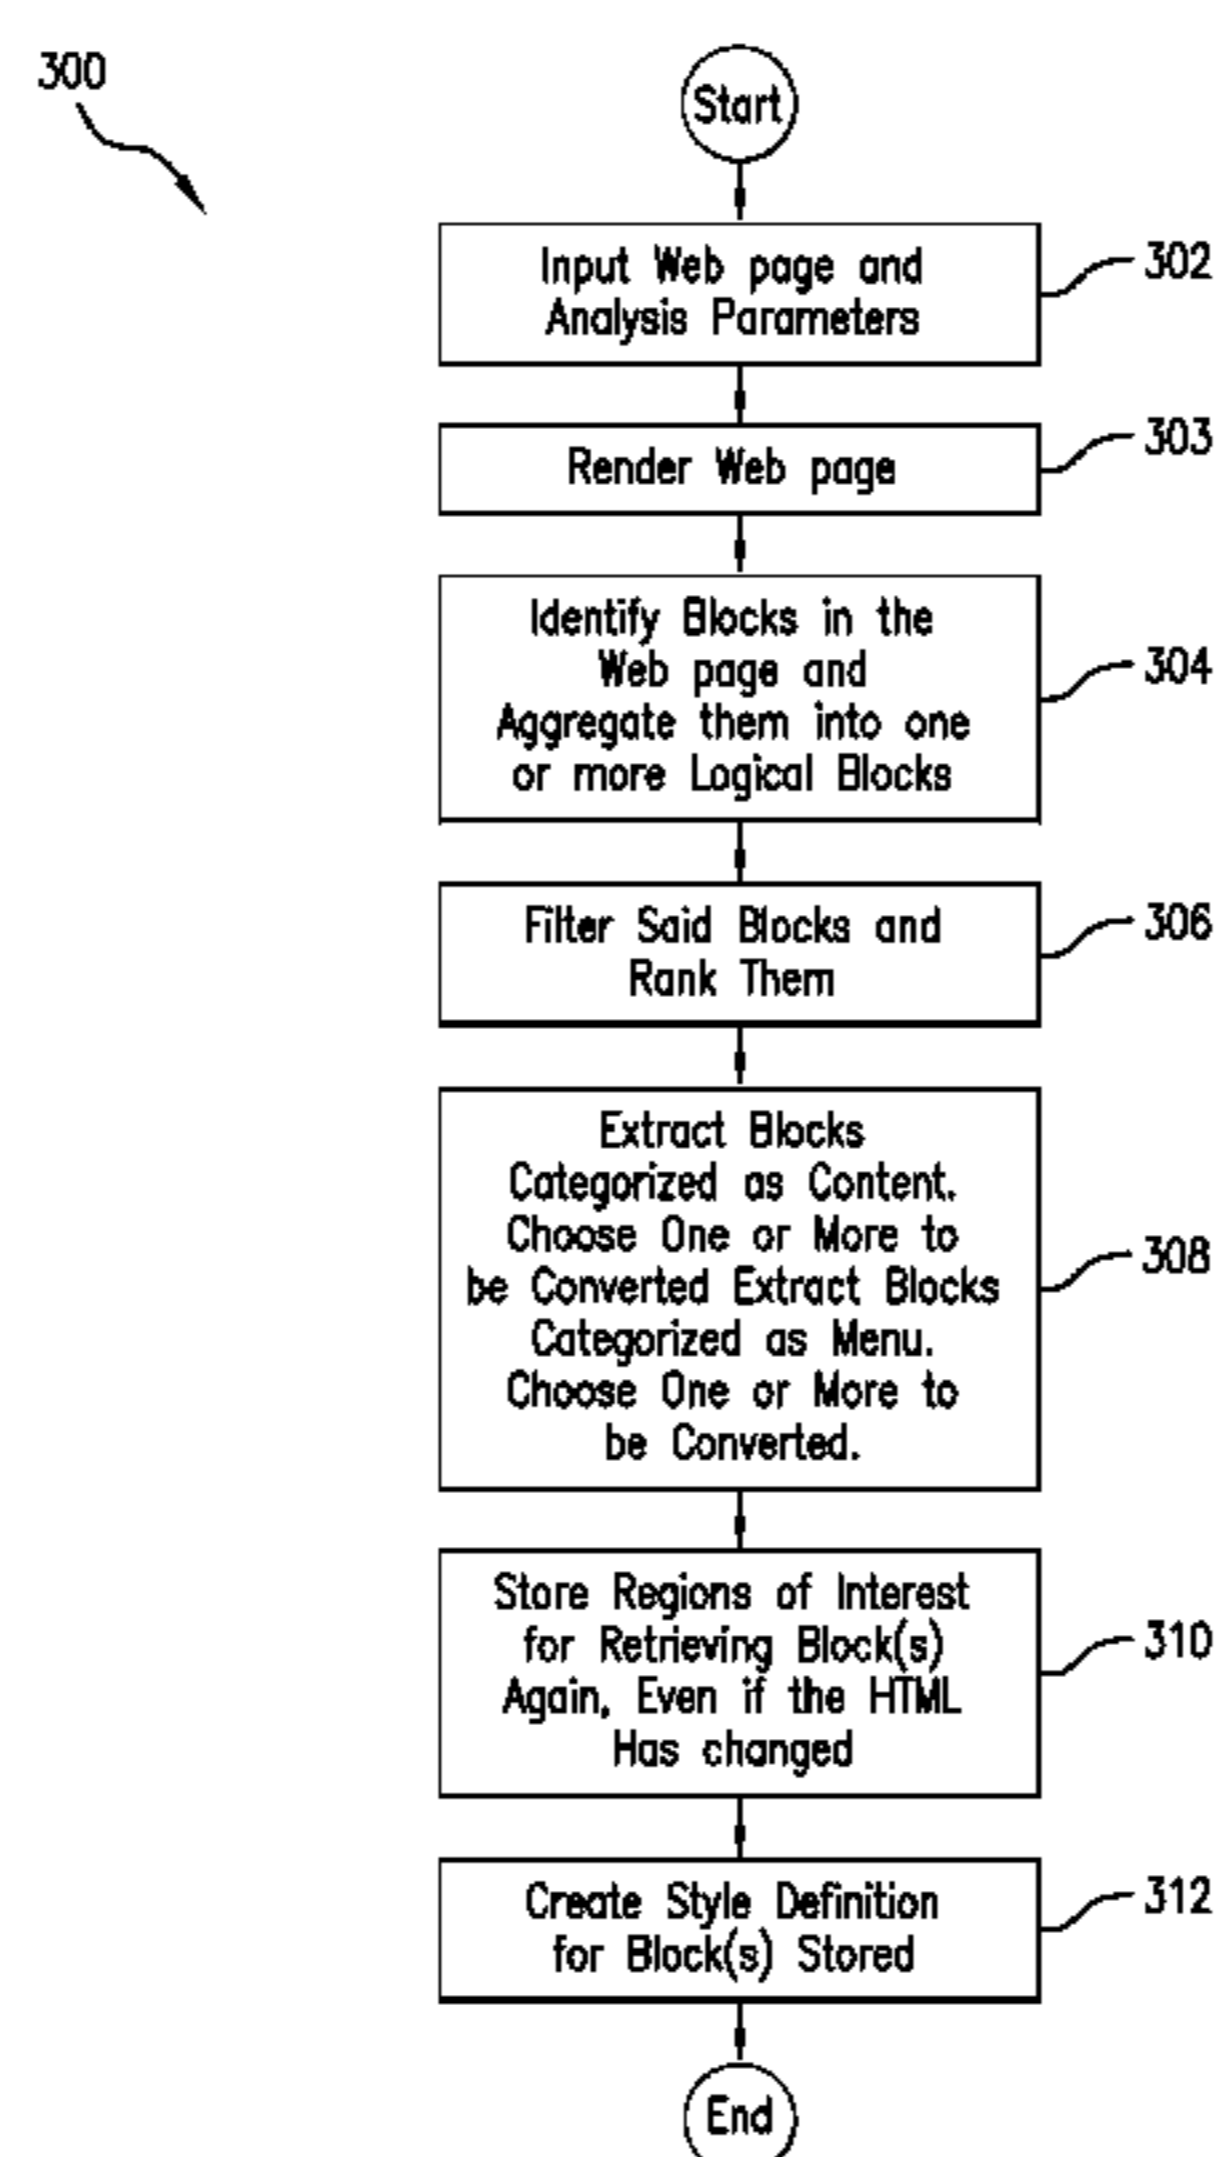 300
Start
Input Web page and
Analysis Parameters
302
Render Web page
303
Identify Blocks in the
Web page and
Aggregate them into one
or more Logical Blocks
304
Filter Said Blocks and
Rank Them
306
Extract Blocks
Categorized as Content.
Choose One or More to
be Converted Extract Blocks
Categorized as Menu.
Choose One or More to
be Converted.
308
Store Regions of Interest
for Retrieving Block(s)
Again, Even if the HTML
Has changed
310
Create Style Definition
for Block(s) Stored
312
End